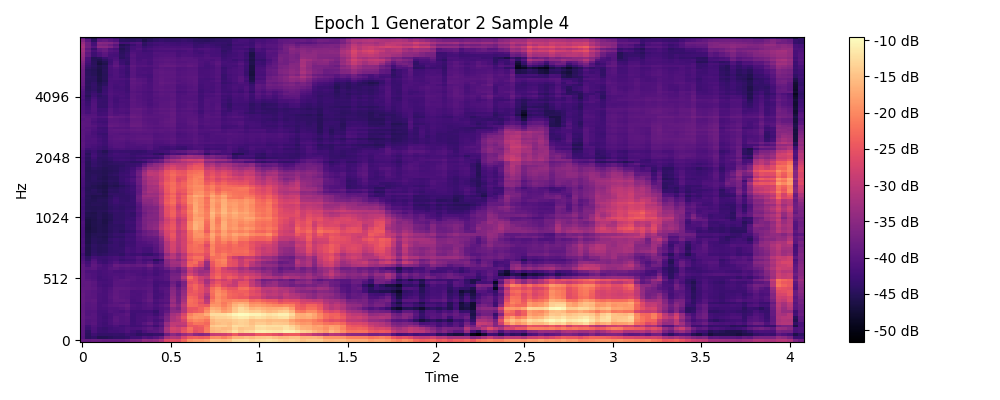 Epoch 1 Generator 2 Sample 4
Hz
4096
2048
1024
512
0
0
0.5
1
1.5
2
2.5
3
3.5
4
Time
-10 dB
-15 dB
-20 dB
-25 dB
-30 dB
-35 dB
-40 dB
-45 dB
-50 dB